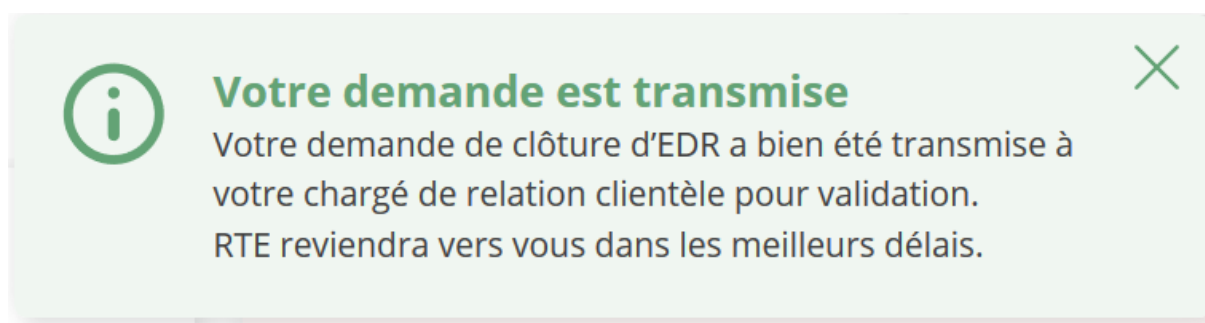 Votre demande est transmise
Votre demande de clôture d’EDR a bien été transmise à
votre chargé de relation clientèle pour validation.
RTE reviendra vers vous dans les meilleurs délais.